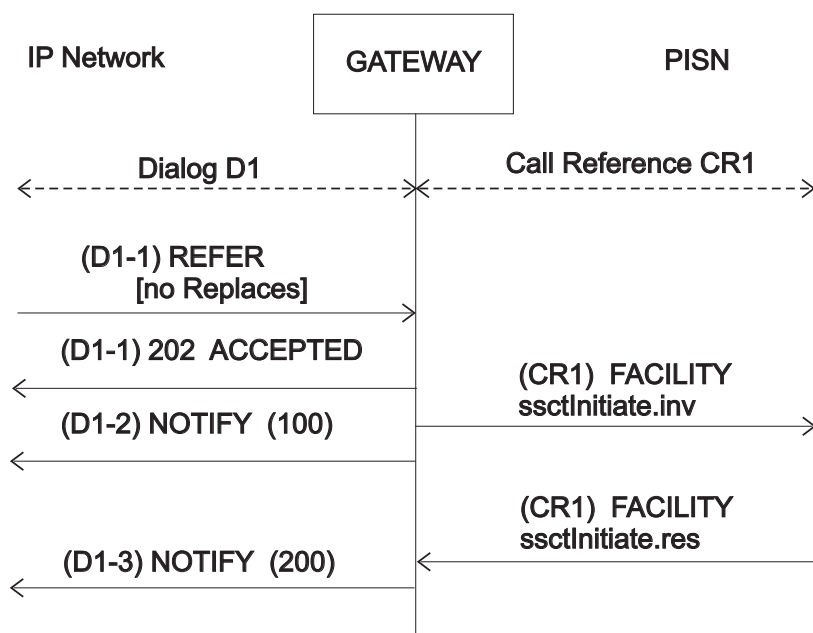 IP Network
GATEWAY
PISN
Dialog D1
Call Reference CR1
(D1-1) REFER
[no Replaces]
(D1-1) 202 ACCEPTED
(CR1) FACILITY
ssctInitiate.inv
(D1-2) NOTIFY (100)
(CR1) FACILITY
ssctInitiate.res
(D1-3) NOTIFY (200)